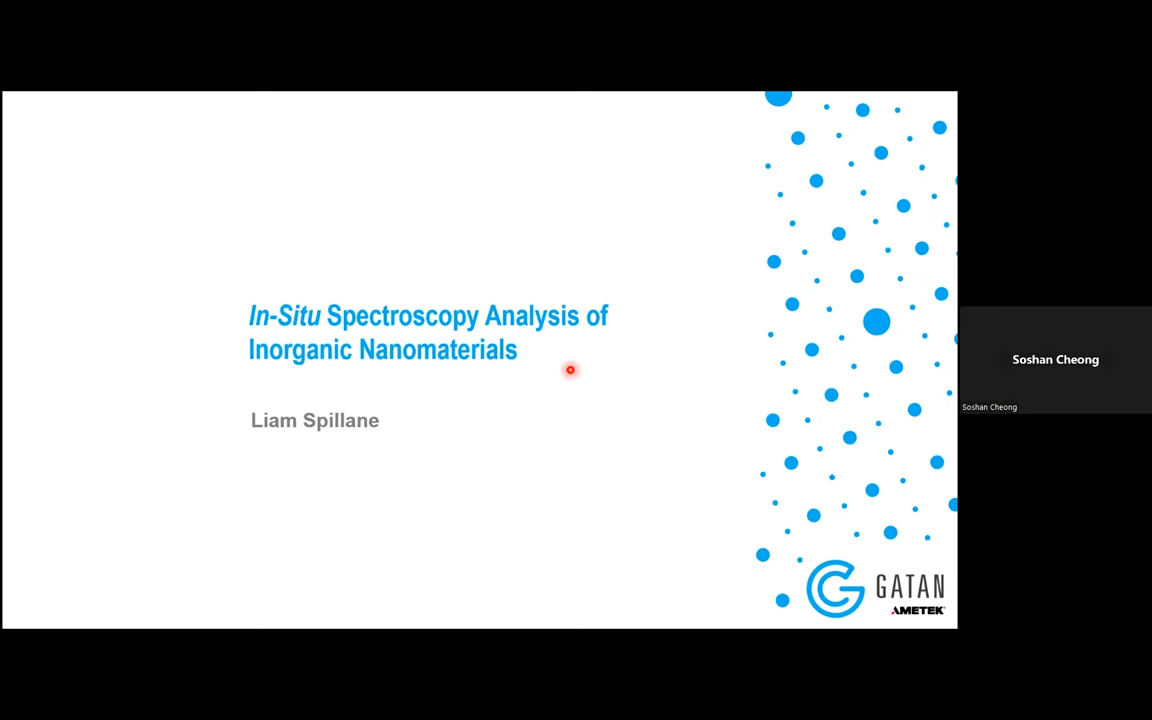 In-Situ Spectroscopy Analysis of
Inorganic Nanomaterials
Liam Spillane
GATAN
AMETEK
Soshan Cheong
Soshan Cheong